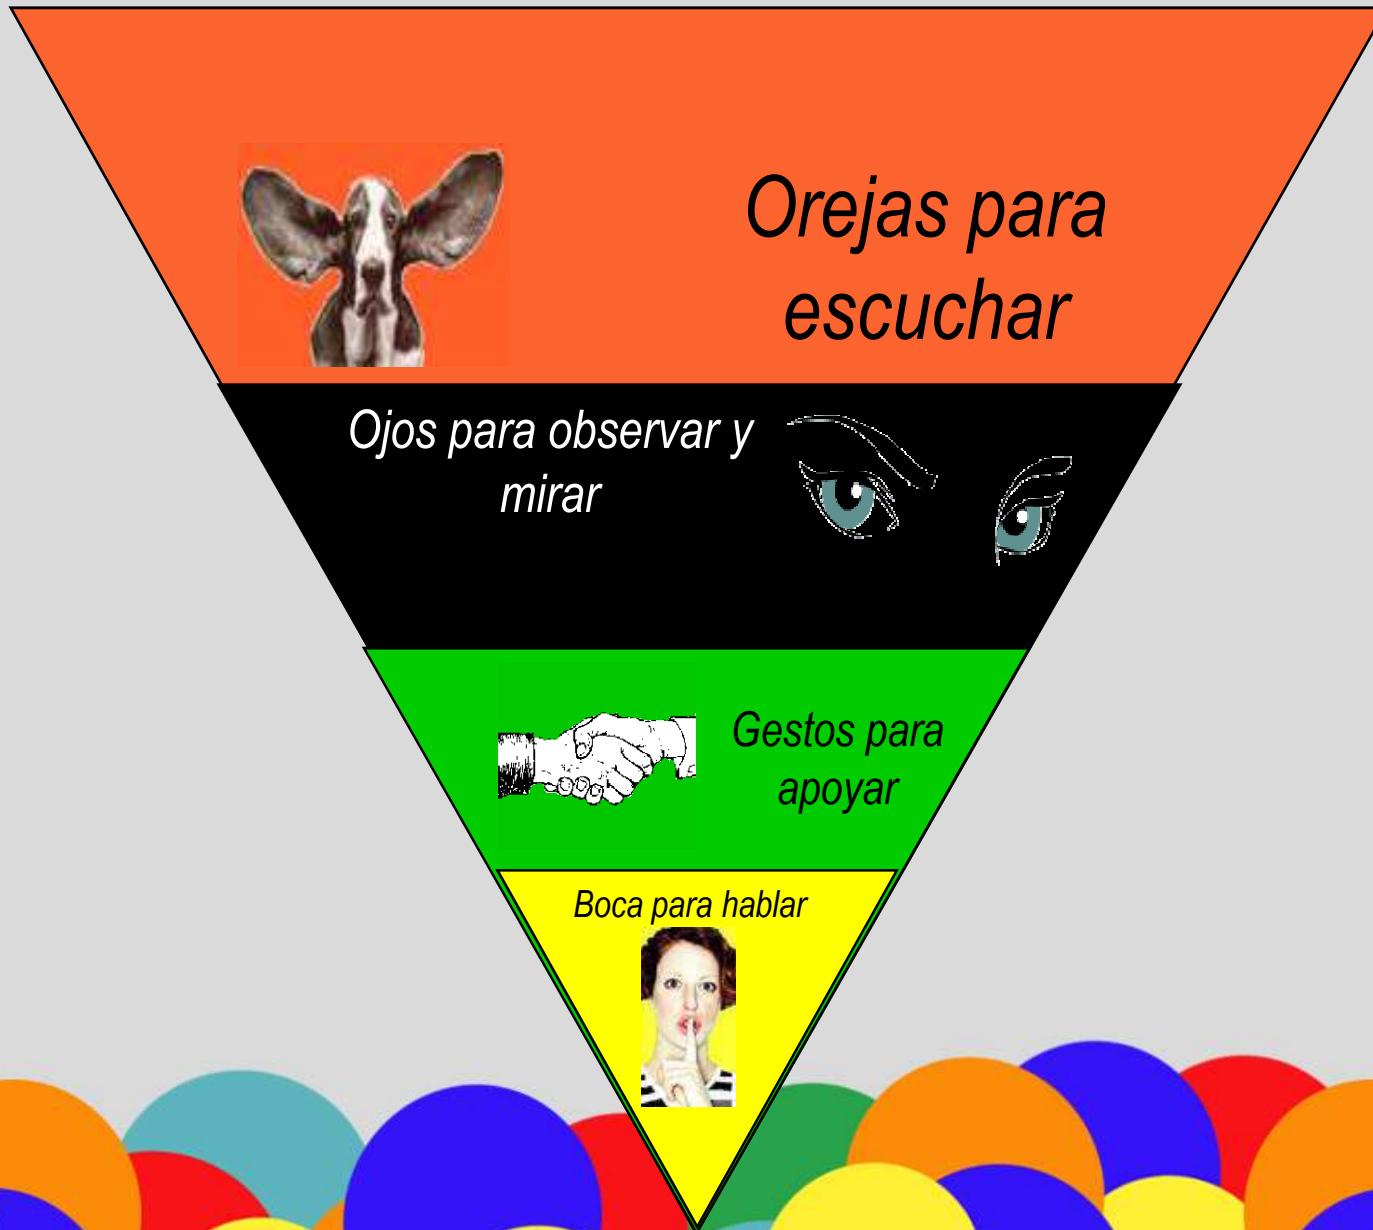 Orejas para
escuchar
Ojos para observar y
mirar
Gestos para
apoyar
Boca para hablar